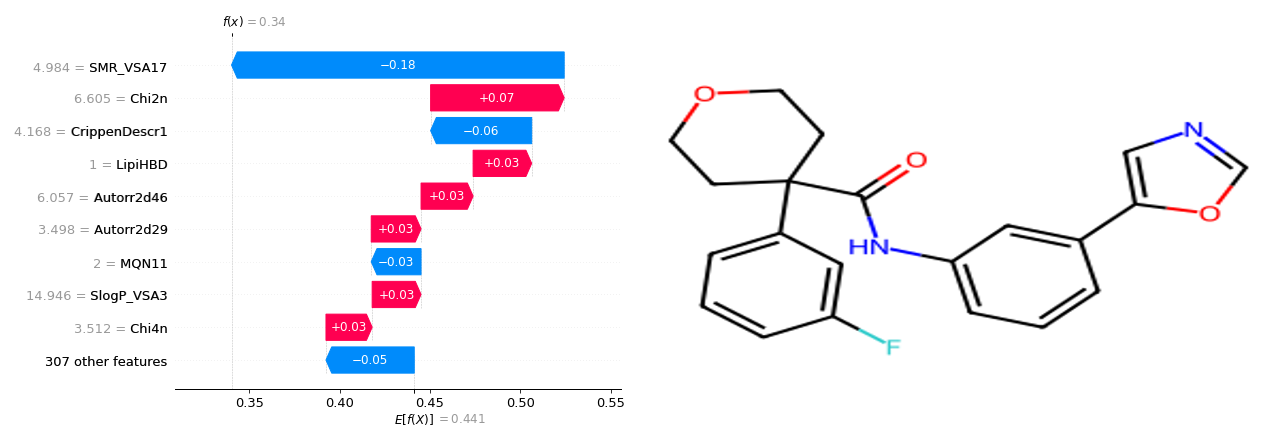 f(x) = 0.34
4.984 = SMR_VSA17
−0.18
6.605 = Chi2n
+0.07
4.168 = CrippenDescr1
−0.06
1 = LipiHBD
+0.03
6.057 = Autorr2d46
+0.03
3.498 = Autorr2d29
+0.03
2 = MQN11
−0.03
14.946 = SlogP_VSA3
+0.03
3.512 = Chi4n
+0.03
307 other features
−0.05
0.35 0.40 0.45 0.50 0.55
E[f(X)] = 0.441
O
O
N
O
HN
F